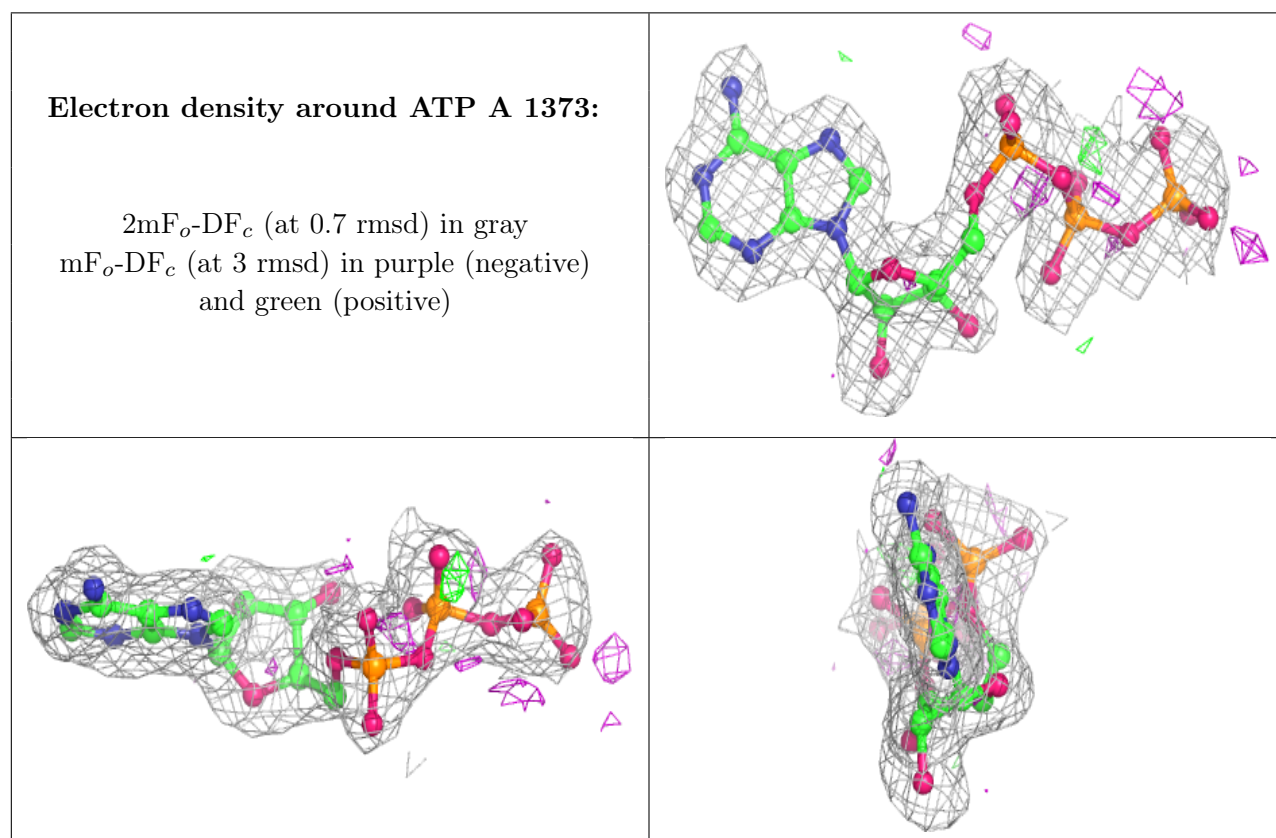 Electron density around ATP A 1373:
2mFo-DFc (at 0.7 rmsd) in gray
mFo-DFc (at 3 rmsd) in purple (negative)
and green (positive)